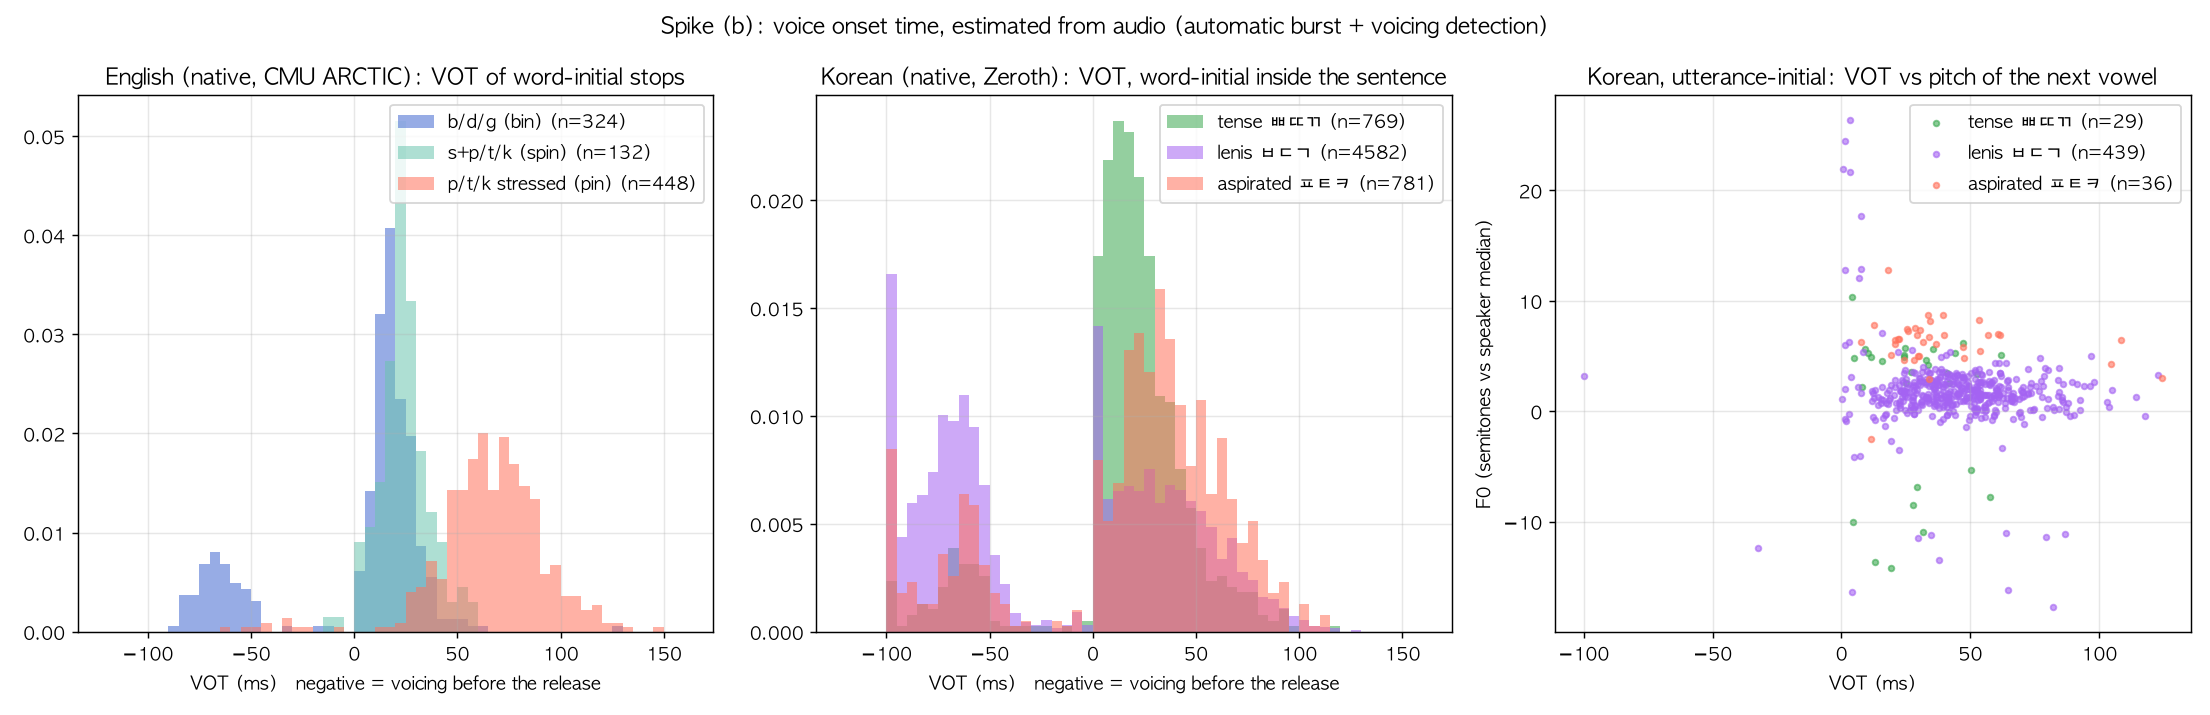 Spike (b): voice onset time, estimated from audio (automatic burst + voicing detection)
English (native, CMU ARCTIC): VOT of word-initial stops
b/d/g (bin) (n=324)
s+p/t/k (spin) (n=132)
p/t/k stressed (pin) (n=448)
0.05
0.04
0.03
0.02
0.01
0.00
−100 −50 0 50 100 150
VOT (ms) negative = voicing before the release
Korean (native, Zeroth): VOT, word-initial inside the sentence
tense ㅃㄸㄲ (n=769)
lenis ㅂㄷㄱ (n=4582)
aspirated ㅍㅌㅋ (n=781)
0.020
0.015
0.010
0.005
0.000
−100 −50 0 50 100 150
VOT (ms) negative = voicing before the release
Korean, utterance-initial: VOT vs pitch of the next vowel
tense ㅃㄸㄲ (n=29)
lenis ㅂㄷㄱ (n=439)
aspirated ㅍㅌㅋ (n=36)
F0 (semitones vs speaker median)
20
10
0
−10
−100 −50 0 50 100
VOT (ms)